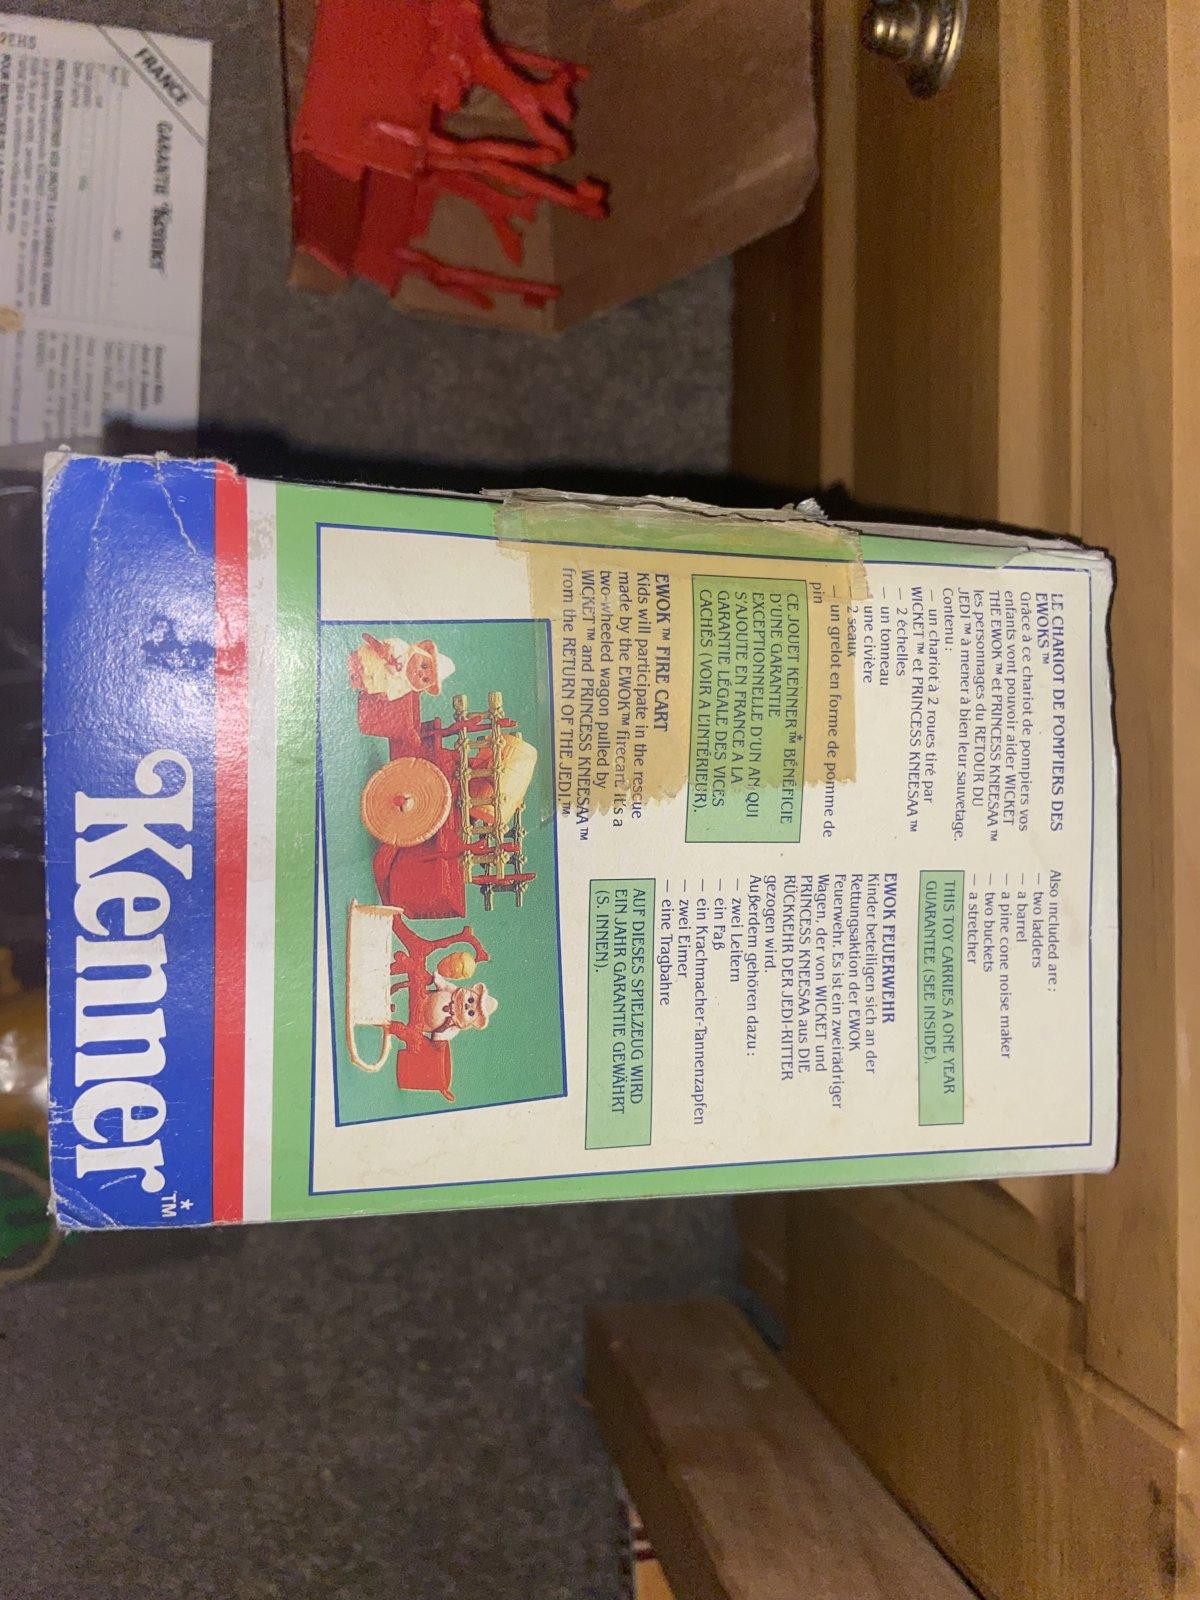 LE CHARIOT DE POMPIERS DES
EWOKS™
Grâce à ce chariot de pompiers vos
enfants vont pouvoir aider WICKET
THE EWOK™ et PRINCESS KNEESAA™
les personnages du RETOUR DU
JEDI™ à mener à bien leur sauvetage.
Contenu :
— un chariot à 2 roues tiré par
WICKET™ et PRINCESS KNEESAA™
— 2 échelles
— un tonneau
une civière
— 2 seaux
— un grelot en forme de pomme de
pin
CE JOUET KENNER™* BÉNÉFICIE
D'UNE GARANTIE
EXCEPTIONNELLE D'UN AN QUI
S'AJOUTE EN FRANCE A LA
GARANTIE LÉGALE DES VICES
CACHÉS (VOIR A L'INTÉRIEUR).
EWOK™ FIRE CART
Kids will participate in the rescue
made by the EWOK™ firecart. It's a
two-wheeled wagon pulled by
WICKET™ and PRINCESS KNEESAA™
from the RETURN OF THE JEDI.™
Also included are ;
— two ladders
— a barrel
— a pine cone noise maker
— two buckets
— a stretcher
THIS TOY CARRIES A ONE YEAR
GUARANTEE (SEE INSIDE).
EWOK FEUERWEHR
Kinder beteiligen sich an der
Rettungsaktion der EWOK
Feuerwehr. Es ist ein zweirädriger
Wagen, der von WICKET und
PRINCESS KNEESAA aus DIE
RÜCKKEHR DER JEDI-RITTER
gezogen wird.
Außerdem gehören dazu :
— zwei Leitern
— ein Faß
— ein Krachmacher-Tannenzapfen
— zwei Eimer
— eine Tragbahre
AUF DIESES SPIELZEUG WIRD
EIN JAHR GARANTIE GEWÄHRT
(S. INNEN).
Kenner™*
FRANCE
GARANTIE Kenner